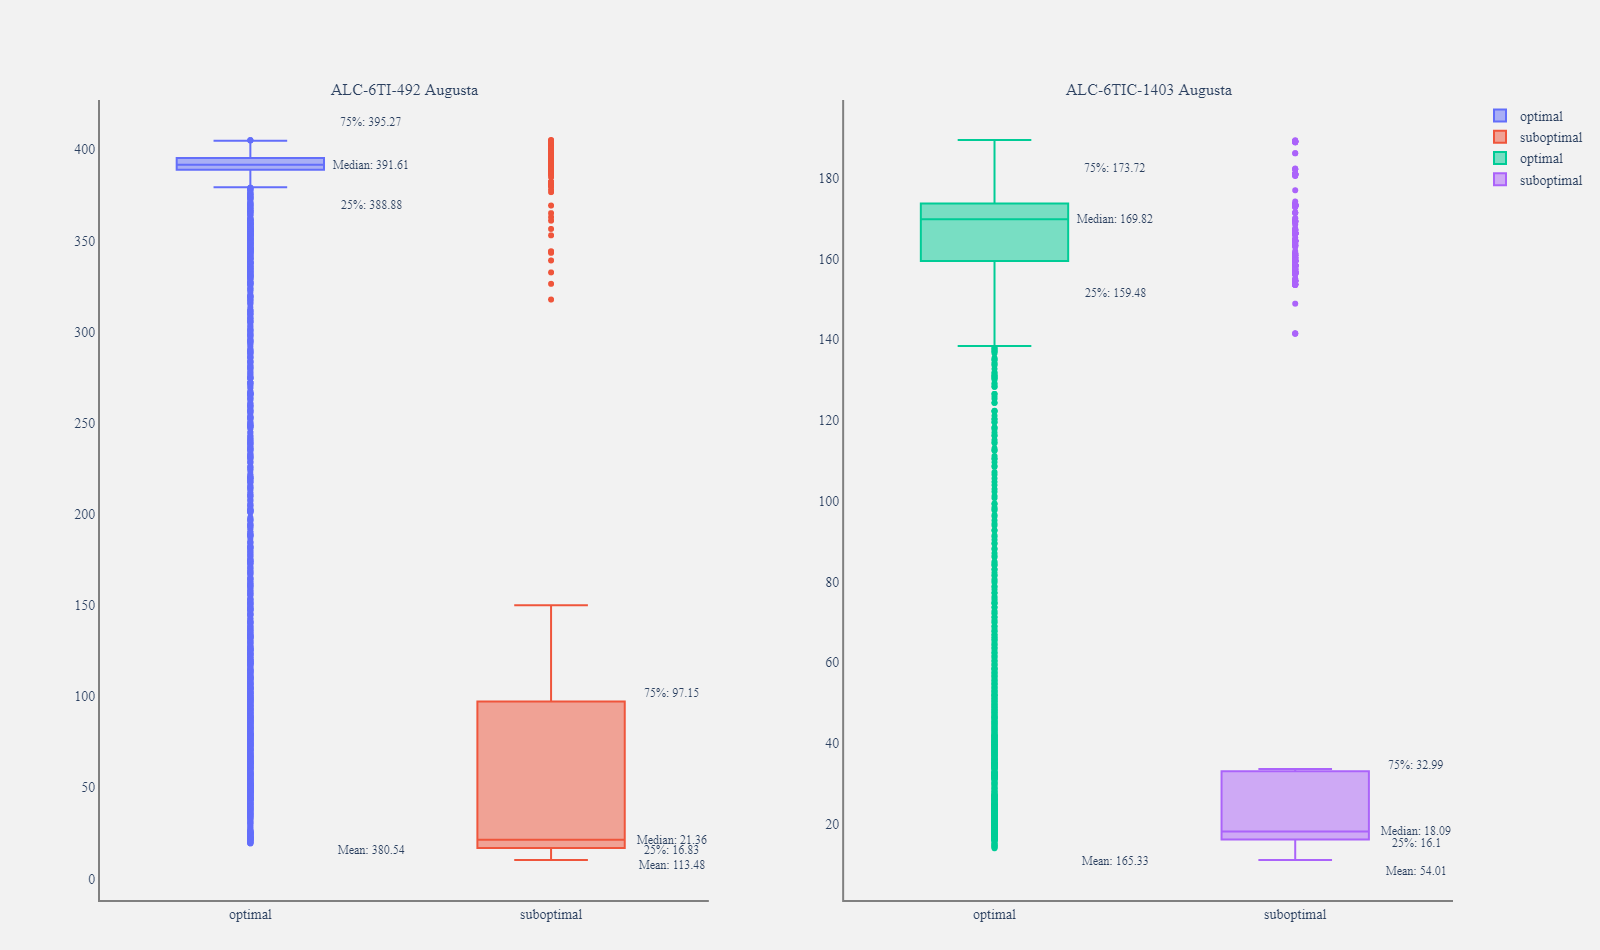 ALC-6TI-492 Augusta
75%: 395.27
Median: 391.61
25%: 388.88
Mean: 380.54
75%: 97.15
Median: 21.36
25%: 16.83
Mean: 113.48
400
350
300
250
200
150
100
50
0
optimal
suboptimal
ALC-6TIC-1403 Augusta
75%: 173.72
Median: 169.82
25%: 159.48
Mean: 165.33
75%: 32.99
Median: 18.09
25%: 16.1
Mean: 54.01
180
160
140
120
100
80
60
40
20
optimal
suboptimal
optimal
suboptimal
optimal
suboptimal